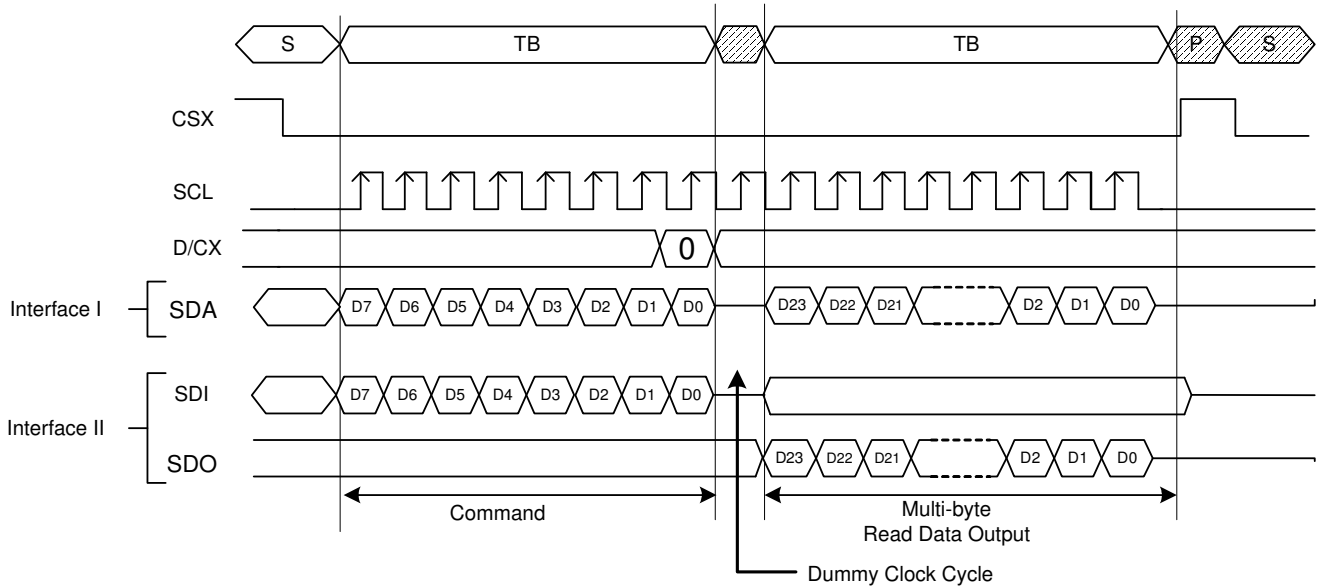 S TB TB P S
CSX
SCL
D/CX 0
Interface I SDA D7 D6 D5 D4 D3 D2 D1 D0 D23 D22 D21 D2 D1 D0
SDI D7 D6 D5 D4 D3 D2 D1 D0
Interface II
SDO D23 D22 D21 D2 D1 D0
Command
Multi-byte
Read Data Output
Dummy Clock Cycle